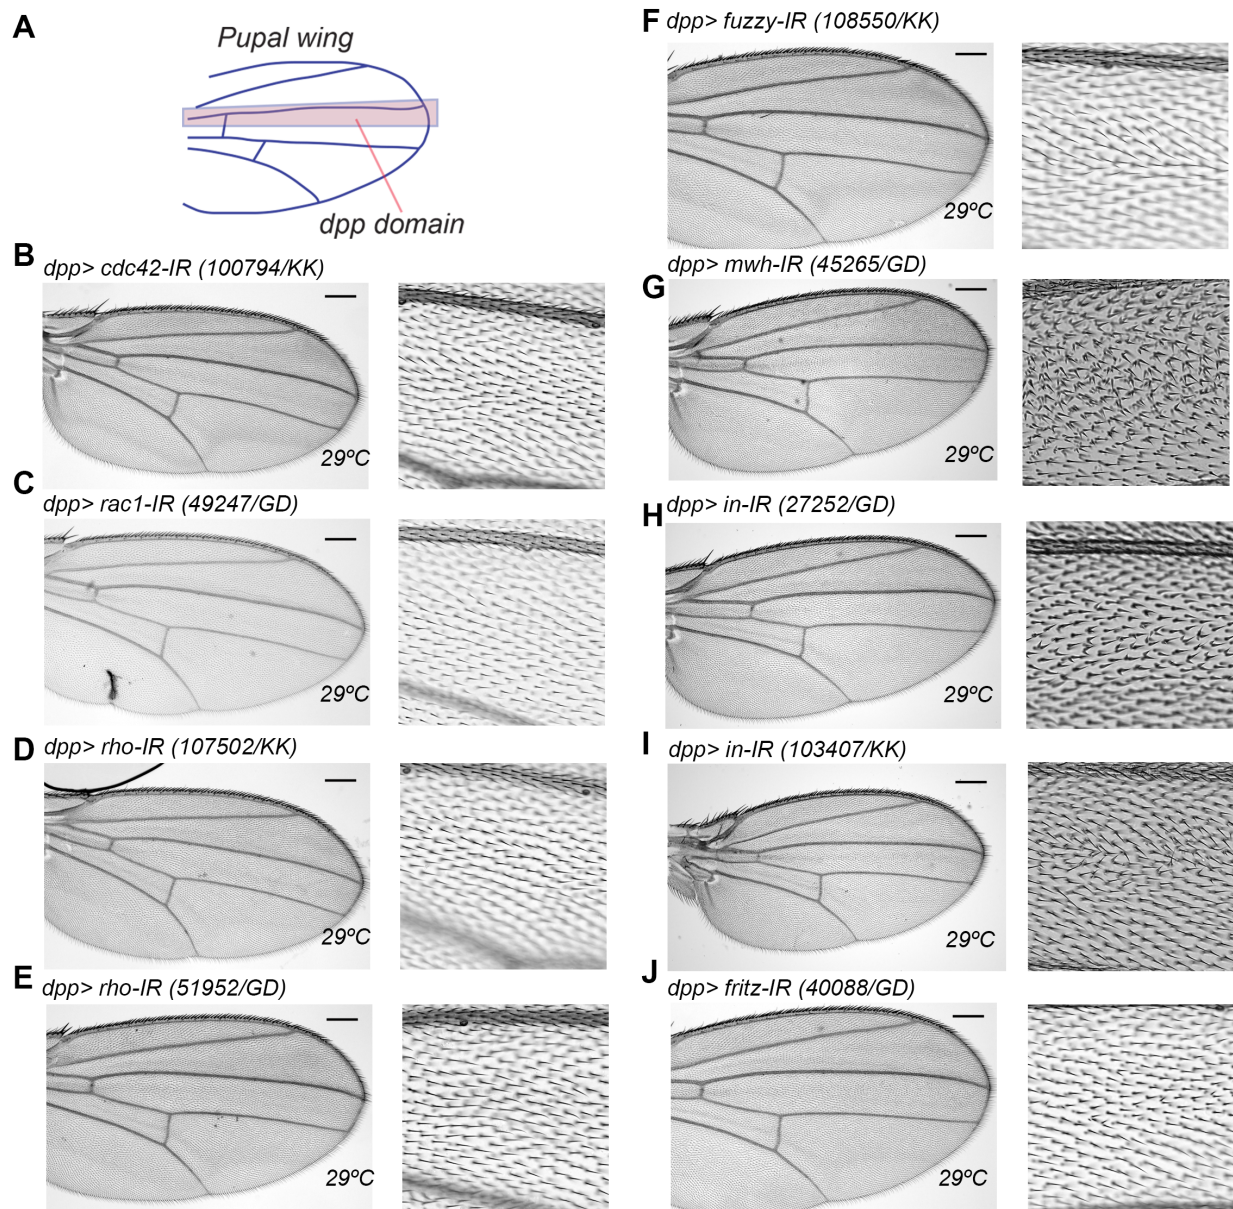 A
Pupal wing
dpp domain
B
dpp> cdc42-IR (100794/KK)
29ºC
C
dpp> rac1-IR (49247/GD)
29ºC
D
dpp> rho-IR (107502/KK)
29ºC
E
dpp> rho-IR (51952/GD)
29ºC
F
dpp> fuzzy-IR (108550/KK)
29ºC
G
dpp> mwh-IR (45265/GD)
29ºC
H
dpp> in-IR (27252/GD)
29ºC
I
dpp> in-IR (103407/KK)
29ºC
J
dpp> fritz-IR (40088/GD)
29ºC